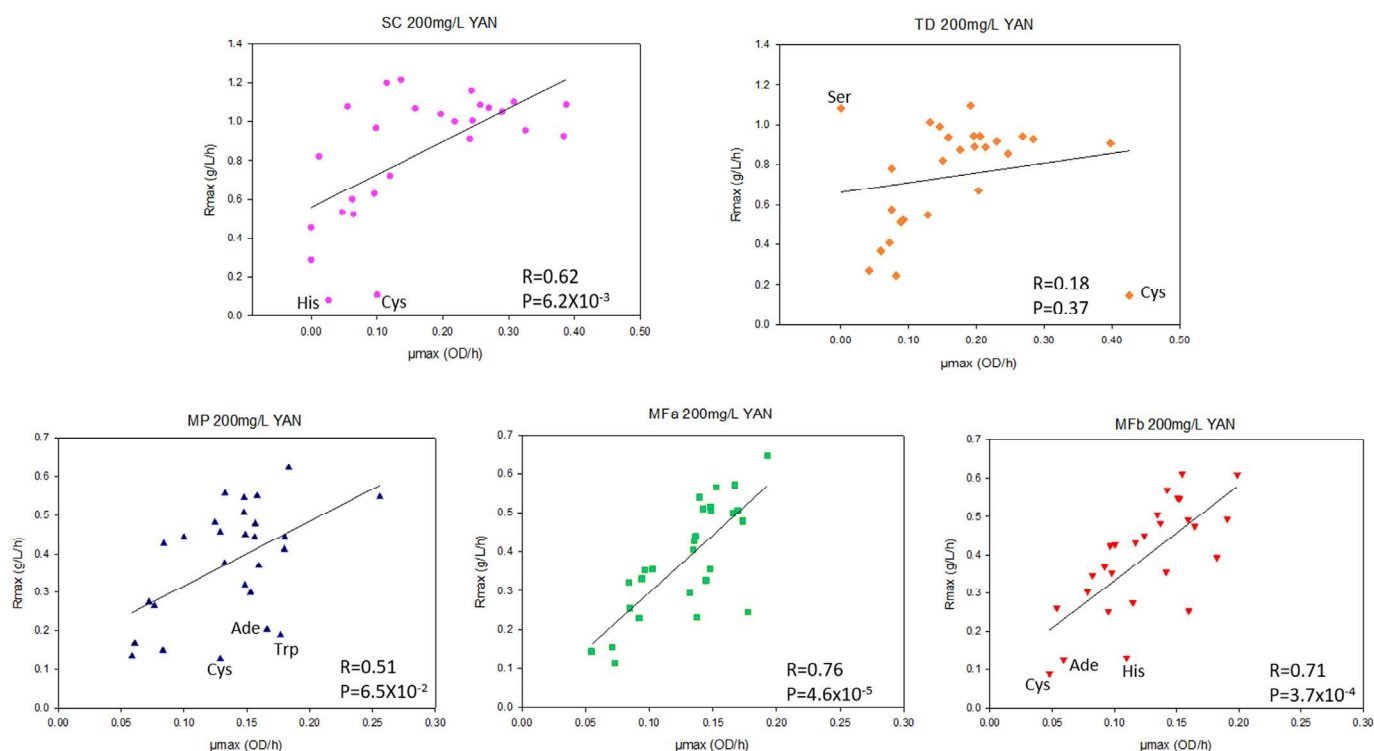 SC 200mg/L YAN
1.4
1.2
1.0
0.8
0.6
0.4
0.2
0.0
Rmax (g/L/h)
His
Cys
R=0.62
P=6.2X10⁻³
0.00 0.10 0.20 0.30 0.40 0.50
µmax (OD/h)
TD 200mg/L YAN
1.4
1.2
1.0
0.8
0.6
0.4
0.2
0.0
Rmax (g/L/h)
Ser
Cys
R=0.18
P=0.37
0.00 0.10 0.20 0.30 0.40 0.50
µmax (OD/h)
MP 200mg/L YAN
0.7
0.6
0.5
0.4
0.3
0.2
0.1
0.0
Rmax (g/L/h)
Ade
Trp
Cys
R=0.51
P=6.5X10⁻²
0.00 0.05 0.10 0.15 0.20 0.25 0.30
µmax (OD/h)
MFa 200mg/L YAN
0.7
0.6
0.5
0.4
0.3
0.2
0.1
0.0
Rmax (g/L/h)
R=0.76
P=4.6x10⁻⁵
0.00 0.05 0.10 0.15 0.20 0.25 0.30
µmax (OD/h)
MFb 200mg/L YAN
0.7
0.6
0.5
0.4
0.3
0.2
0.1
0.0
Rmax (g/L/h)
Cys
Ade
His
R=0.71
P=3.7x10⁻⁴
0.00 0.05 0.10 0.15 0.20 0.25 0.30
µmax (OD/h)